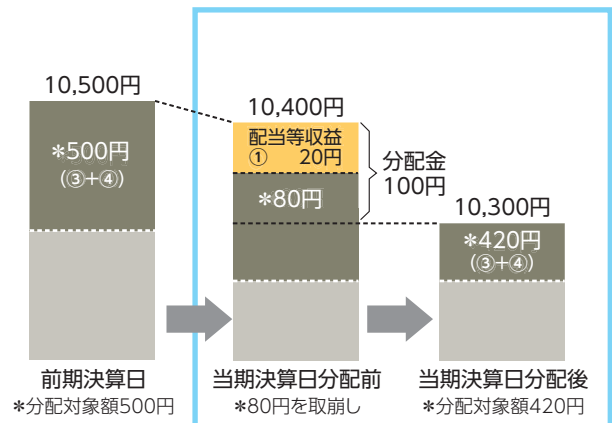 10,500円
*500円
(③+④)
10,400円
配当等収益
① 20円
*80円
分配金
100円
10,300円
*420円
(③+④)
前期決算日
*分配対象額500円
当期決算日分配前
*80円を取崩し
当期決算日分配後
*分配対象額420円